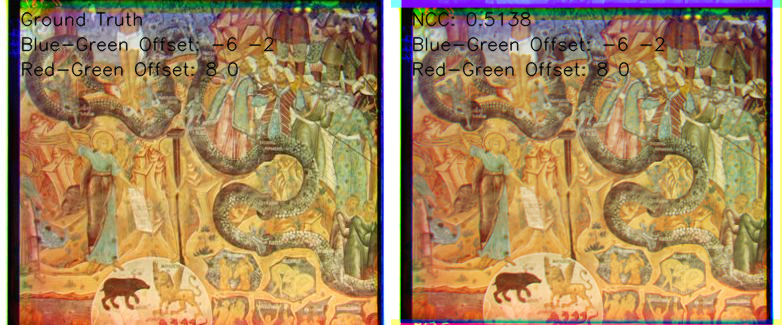 Ground Truth
Blue-Green Offset: -6 -2
Red-Green Offset: 8 0
NCC: 0.5138
Blue-Green Offset: -6 -2
Red-Green Offset: 8 0